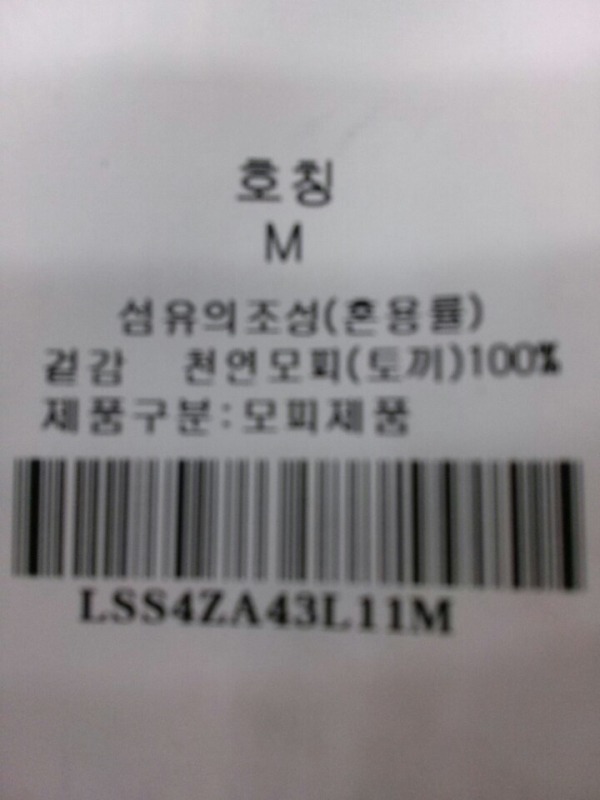 호칭
M
섬유의조성(혼용률)
겉감 천연모피(토끼)100%
제품구분:모피제품
LSS4ZA43L11M